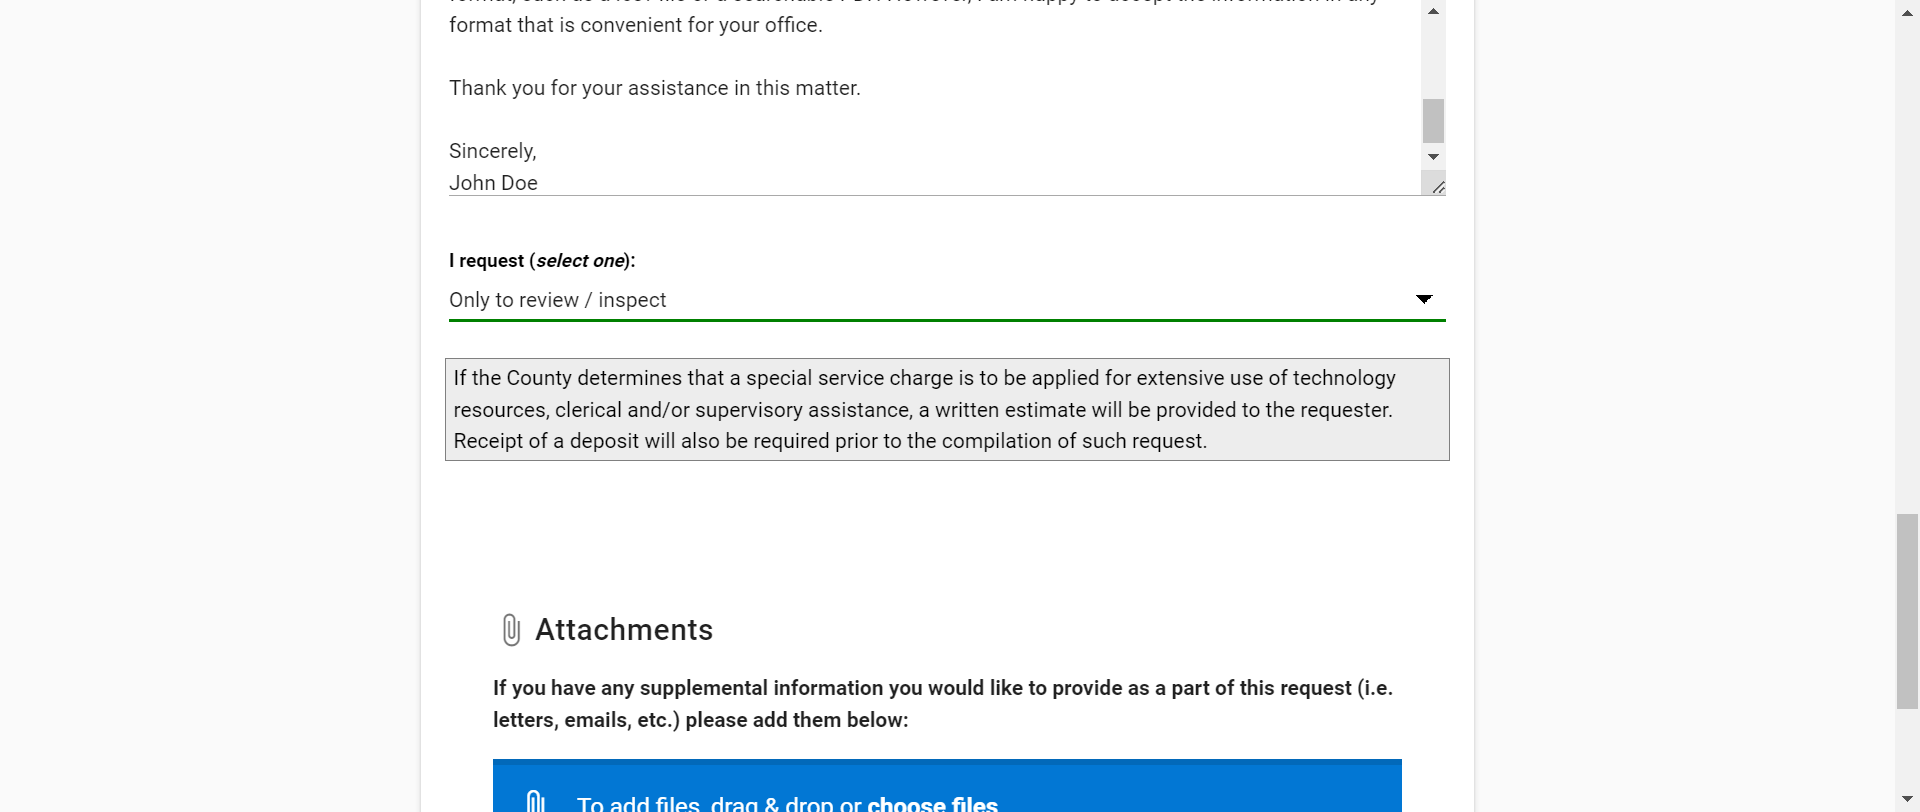 format that is convenient for your office.
Thank you for your assistance in this matter.
Sincerely,
John Doe
I request (select one):
Only to review / inspect
If the County determines that a special service charge is to be applied for extensive use of technology
resources, clerical and/or supervisory assistance, a written estimate will be provided to the requester.
Receipt of a deposit will also be required prior to the compilation of such request.
Attachments
If you have any supplemental information you would like to provide as a part of this request (i.e.
letters, emails, etc.) please add them below:
To add files, drag & drop or choose files